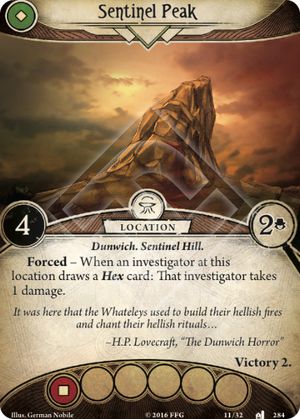 Sentinel Peak
4
LOCATION
2
Dunwich. Sentinel Hill.
Forced – When an investigator at this
location draws a Hex card: That investigator takes
1 damage.
It was here that the Whateleys used to build their hellish fires
and chant their hellish rituals…
–H.P. Lovecraft, “The Dunwich Horror”
Victory 2.
Illus. German Nobile
© 2016 FFG
11/32
284